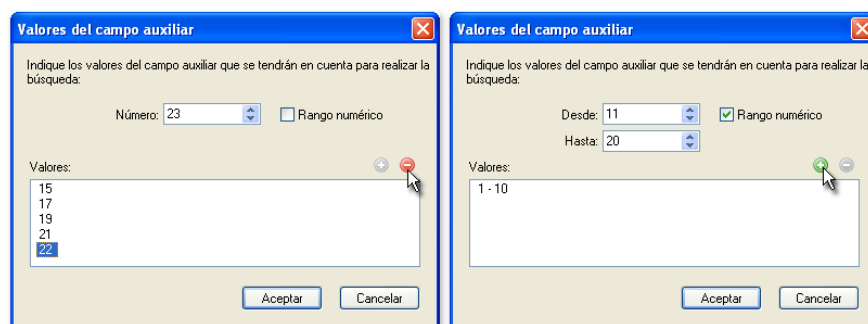 Valores del campo auxiliar
Indique los valores del campo auxiliar que se tendrán en cuenta para realizar la
búsqueda:
Número: 23
Rango numérico
Valores:
15
17
19
21
22
Aceptar
Cancelar
Valores del campo auxiliar
Indique los valores del campo auxiliar que se tendrán en cuenta para realizar la
búsqueda:
Desde: 11
Rango numérico
Hasta: 20
Valores:
1 - 10
Aceptar
Cancelar